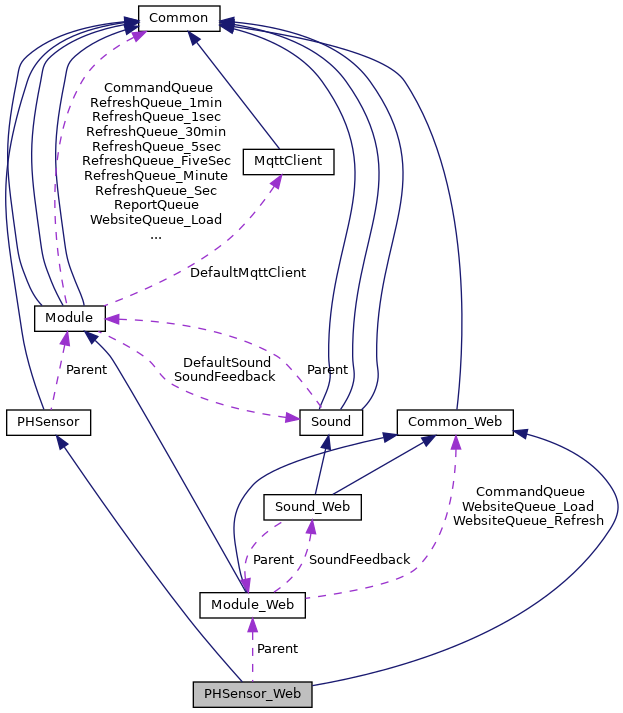 Common
CommandQueue
RefreshQueue_1min
RefreshQueue_1sec
RefreshQueue_30min
RefreshQueue_5sec
RefreshQueue_FiveSec
RefreshQueue_Minute
RefreshQueue_Sec
ReportQueue
WebsiteQueue_Load
...
MqttClient
DefaultMqttClient
Module
Parent
DefaultSound
SoundFeedback
Parent
PHSensor
Sound
Common_Web
CommandQueue
WebsiteQueue_Load
WebsiteQueue_Refresh
Sound_Web
Parent
SoundFeedback
Module_Web
Parent
PHSensor_Web